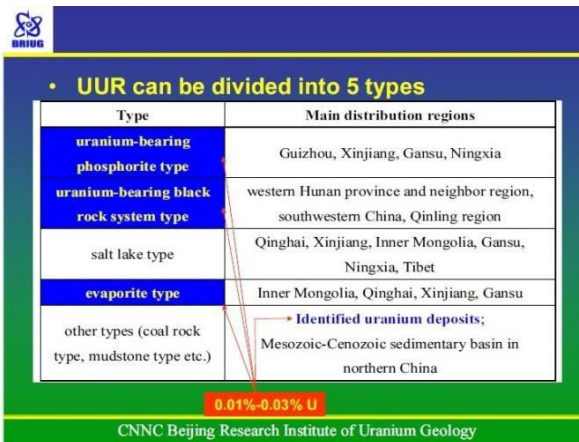 BRIUG
• UUR can be divided into 5 types
Type
Main distribution regions
uranium-bearing
phosphorite type
Guizhou, Xinjiang, Gansu, Ningxia
uranium-bearing black
rock system type
western Hunan province and neighbor region,
southwestern China, Qinling region
salt lake type
Qinghai, Xinjiang, Inner Mongolia, Gansu,
Ningxia, Tibet
evaporite type
Inner Mongolia, Qinghai, Xinjiang, Gansu
other types (coal rock
type, mudstone type etc.)
Identified uranium deposits;
Mesozoic-Cenozoic sedimentary basin in
northern China
0.01%-0.03% U
CNNC Beijing Research Institute of Uranium Geology